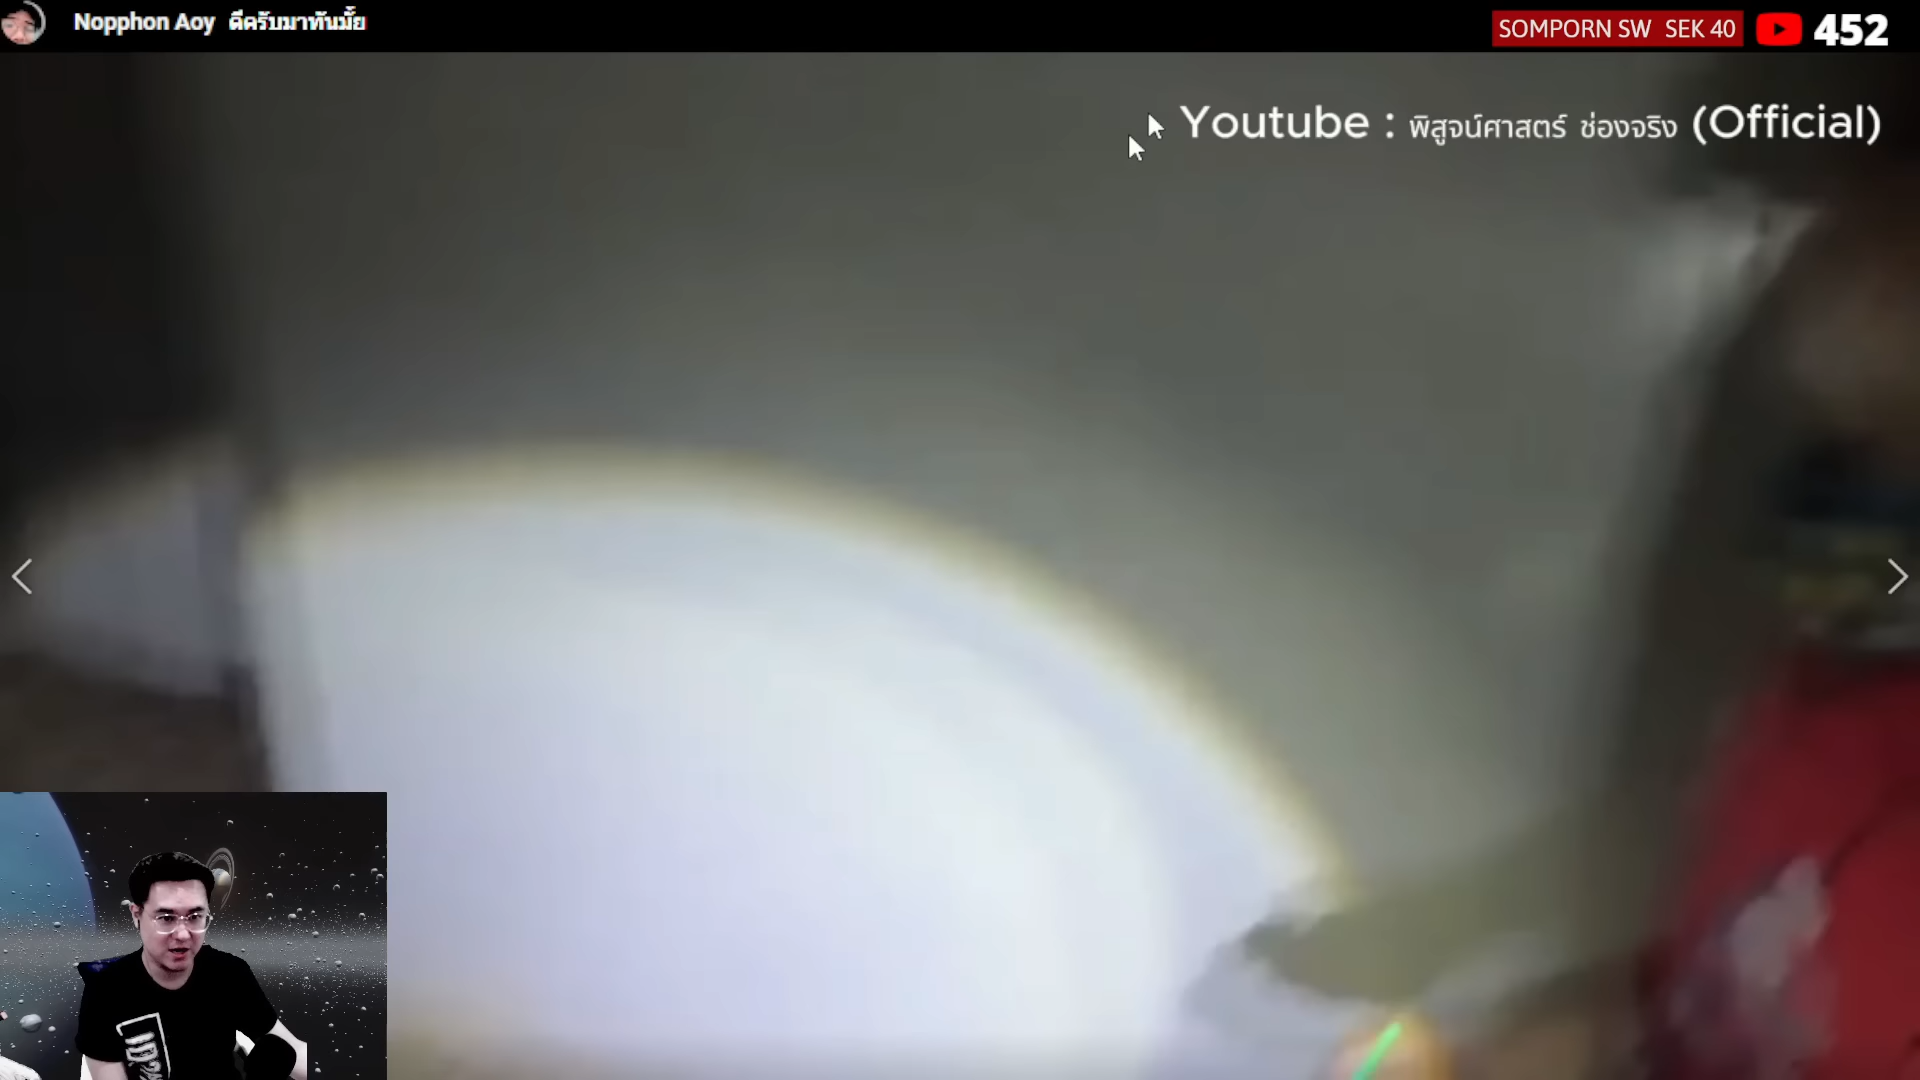 Nopphon Aoy ดีครับมาทันมั้ย
SOMPORN SW SEK 40
452
Youtube : พิสูจน์ศาสตร์ ช่องจริง (Official)